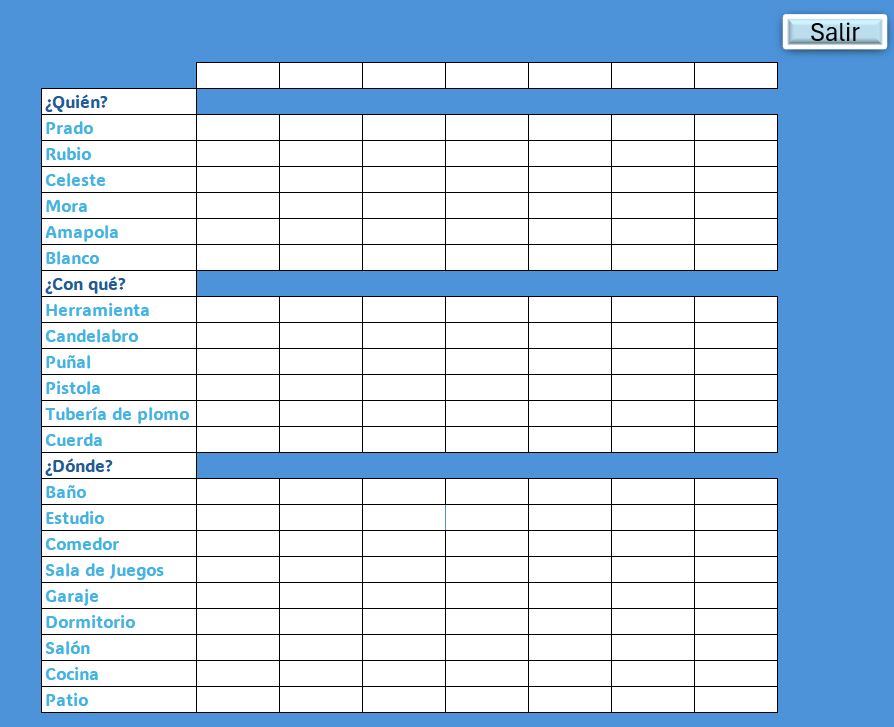 Salir
¿Quién?
Prado
Rubio
Celeste
Mora
Amapola
Blanco
¿Con qué?
Herramienta
Candelabro
Puñal
Pistola
Tubería de plomo
Cuerda
¿Dónde?
Baño
Estudio
Comedor
Sala de Juegos
Garaje
Dormitorio
Salón
Cocina
Patio